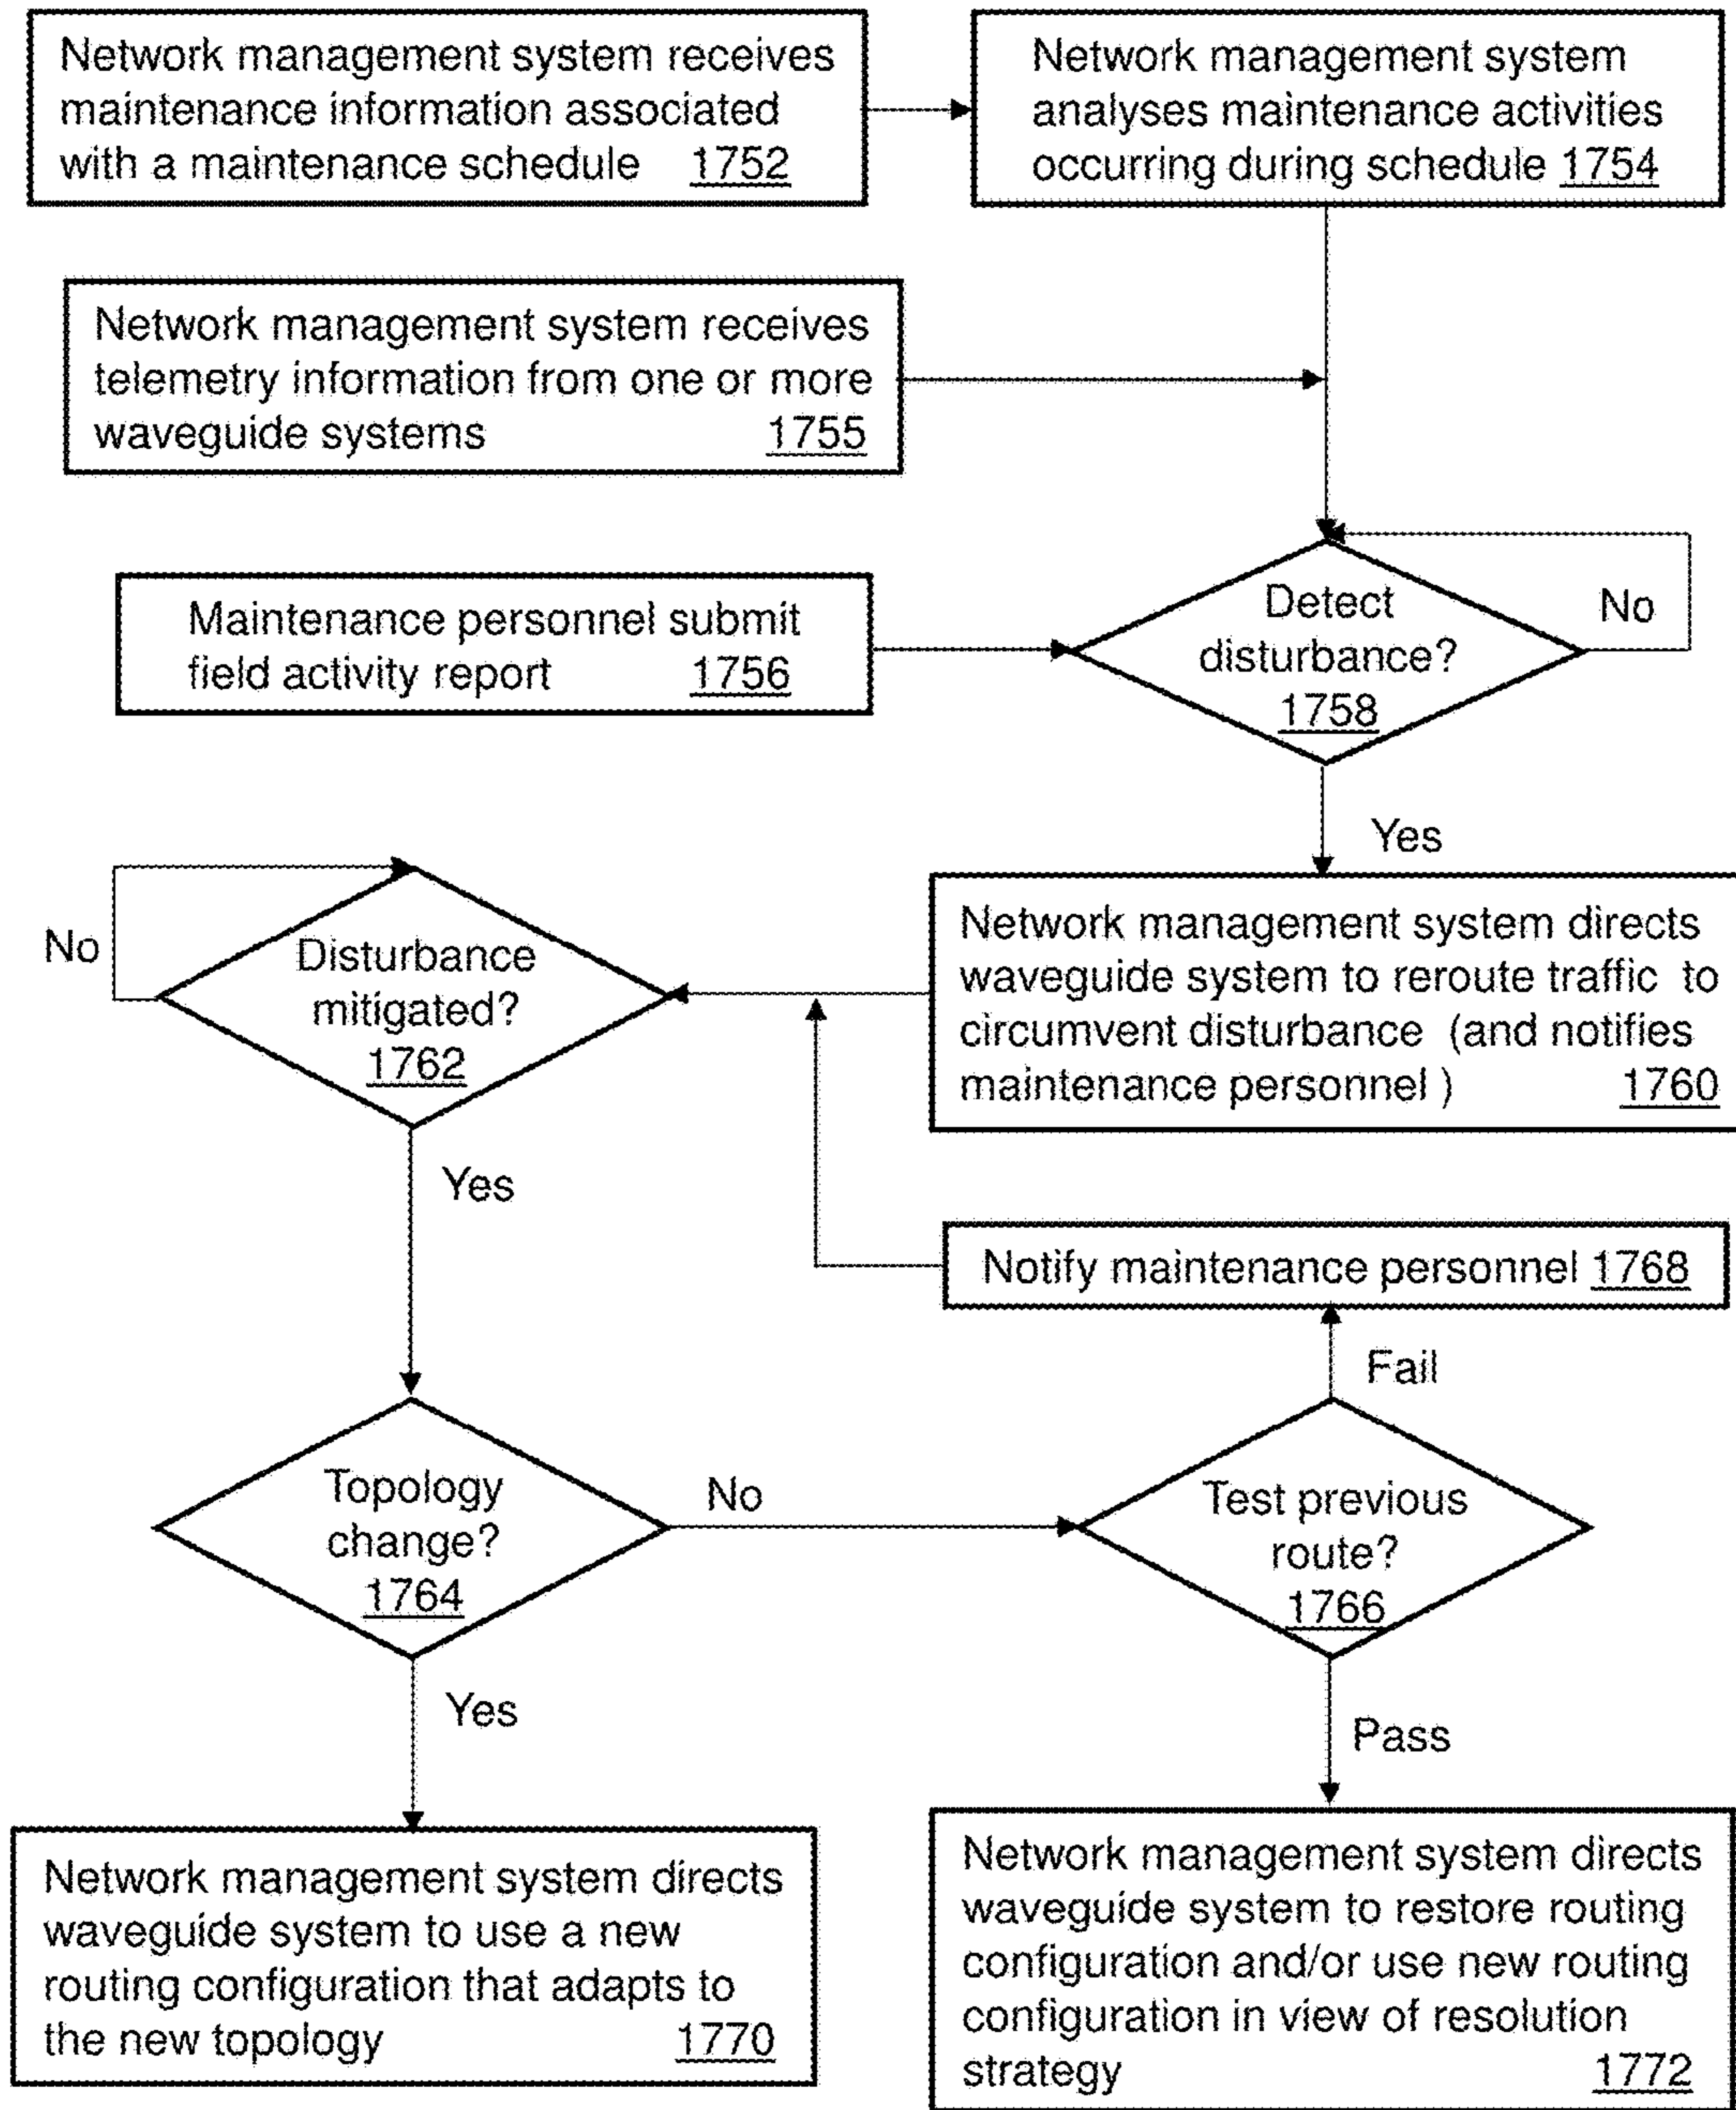 Network management system receives
maintenance information associated
with a maintenance schedule 1752
Network management system
analyses maintenance activities
occurring during schedule 1754
Network management system receives
telemetry information from one or more
waveguide systems 1755
Maintenance personnel submit
field activity report 1756
Detect
disturbance?
1758
No
Yes
Network management system directs
waveguide system to reroute traffic to
circumvent disturbance (and notifies
maintenance personnel ) 1760
Disturbance
mitigated?
1762
No
Yes
Notify maintenance personnel 1768
Fail
Topology
change?
1764
No
Test previous
route?
1766
Yes
Pass
Network management system directs
waveguide system to use a new
routing configuration that adapts to
the new topology 1770
Network management system directs
waveguide system to restore routing
configuration and/or use new routing
configuration in view of resolution
strategy 1772